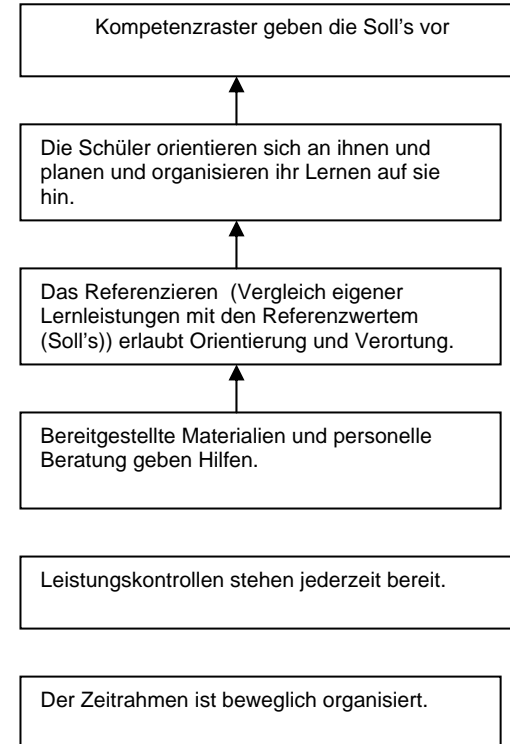 Kompetenzraster geben die Soll's vor
Die Schüler orientieren sich an ihnen und
planen und organisieren ihr Lernen auf sie
hin.
Das Referenzieren  (Vergleich eigener
Lernleistungen mit den Referenzwertem
(Soll's)) erlaubt Orientierung und Verortung.
Bereitgestellte Materialien und personelle
Beratung geben Hilfen.
Leistungskontrollen stehen jederzeit bereit.
Der Zeitrahmen ist beweglich organisiert.